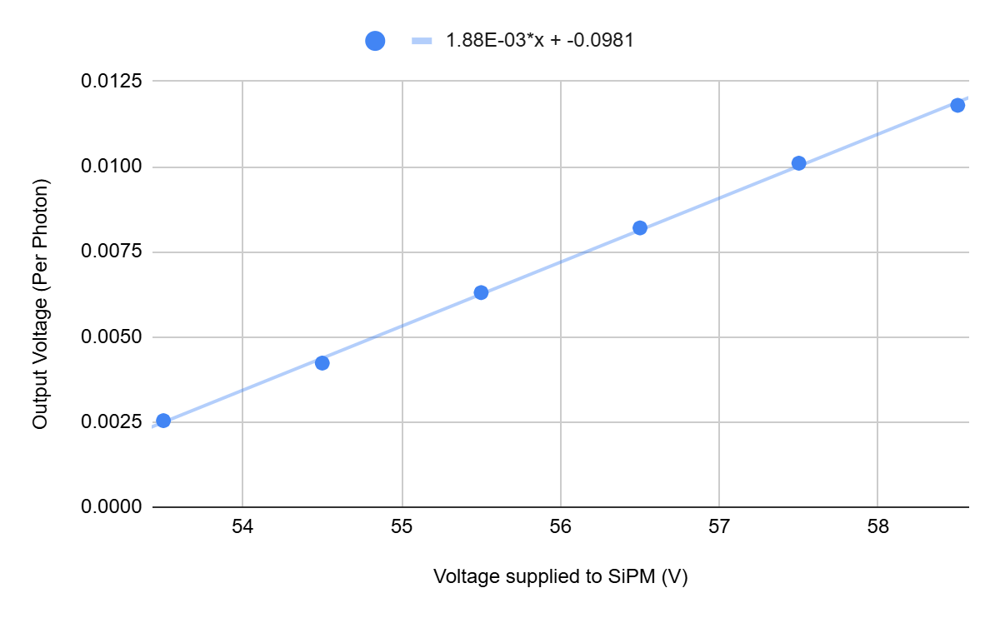 1.88E-03*x + -0.0981
0.0125
0.0100
0.0075
0.0050
0.0025
0.0000
Output Voltage (Per Photon)
54 55 56 57 58
Voltage supplied to SiPM (V)